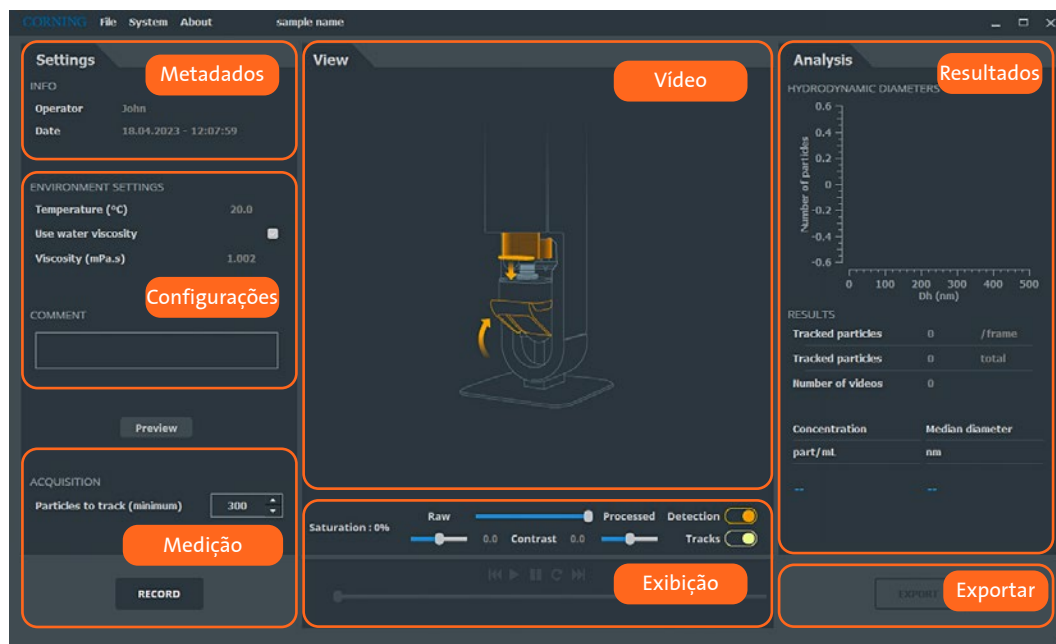 CORNING File System About sample name
Settings
Metadados
INFO
Operator John
Date 18.04.2023 - 12:07:59
ENVIRONMENT SETTINGS
Temperature (ºC) 20.0
Use water viscosity
Viscosity (mPa.s) 1.002
Configurações
COMMENT
Preview
ACQUISITION
Particles to track (minimum) 300
Medição
RECORD
View
Vídeo
Saturation : 0%
Raw Processed Detection
0.0 Contrast 0.0 Tracks
Exibição
Analysis
Resultados
HYDRODYNAMIC DIAMETERS
Number of particles
0.6
0.4
0.2
0
-0.2
-0.4
-0.6
0 100 200 300 400 500
Dh (nm)
RESULTS
Tracked particles 0 /frame
Tracked particles 0 total
Number of videos 0
Concentration Median diameter
part/mL nm
-- --
EXPORT
Exportar